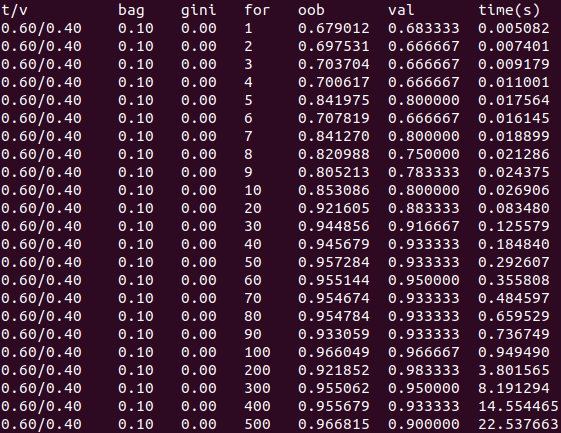 t/v bag gini for oob val time(s)
0.60/0.40 0.10 0.00 1 0.679012 0.683333 0.005082
0.60/0.40 0.10 0.00 2 0.697531 0.666667 0.007401
0.60/0.40 0.10 0.00 3 0.703704 0.666667 0.009179
0.60/0.40 0.10 0.00 4 0.700617 0.666667 0.011001
0.60/0.40 0.10 0.00 5 0.841975 0.800000 0.017564
0.60/0.40 0.10 0.00 6 0.707819 0.666667 0.016145
0.60/0.40 0.10 0.00 7 0.841270 0.800000 0.018899
0.60/0.40 0.10 0.00 8 0.820988 0.750000 0.021286
0.60/0.40 0.10 0.00 9 0.805213 0.783333 0.024375
0.60/0.40 0.10 0.00 10 0.853086 0.800000 0.026906
0.60/0.40 0.10 0.00 20 0.921605 0.883333 0.083480
0.60/0.40 0.10 0.00 30 0.944856 0.916667 0.125579
0.60/0.40 0.10 0.00 40 0.945679 0.933333 0.184840
0.60/0.40 0.10 0.00 50 0.957284 0.933333 0.292607
0.60/0.40 0.10 0.00 60 0.955144 0.950000 0.355808
0.60/0.40 0.10 0.00 70 0.954674 0.933333 0.484597
0.60/0.40 0.10 0.00 80 0.954784 0.933333 0.659529
0.60/0.40 0.10 0.00 90 0.933059 0.933333 0.736749
0.60/0.40 0.10 0.00 100 0.966049 0.966667 0.949490
0.60/0.40 0.10 0.00 200 0.921852 0.983333 3.801565
0.60/0.40 0.10 0.00 300 0.955062 0.950000 8.191294
0.60/0.40 0.10 0.00 400 0.955679 0.933333 14.554465
0.60/0.40 0.10 0.00 500 0.966815 0.900000 22.537663